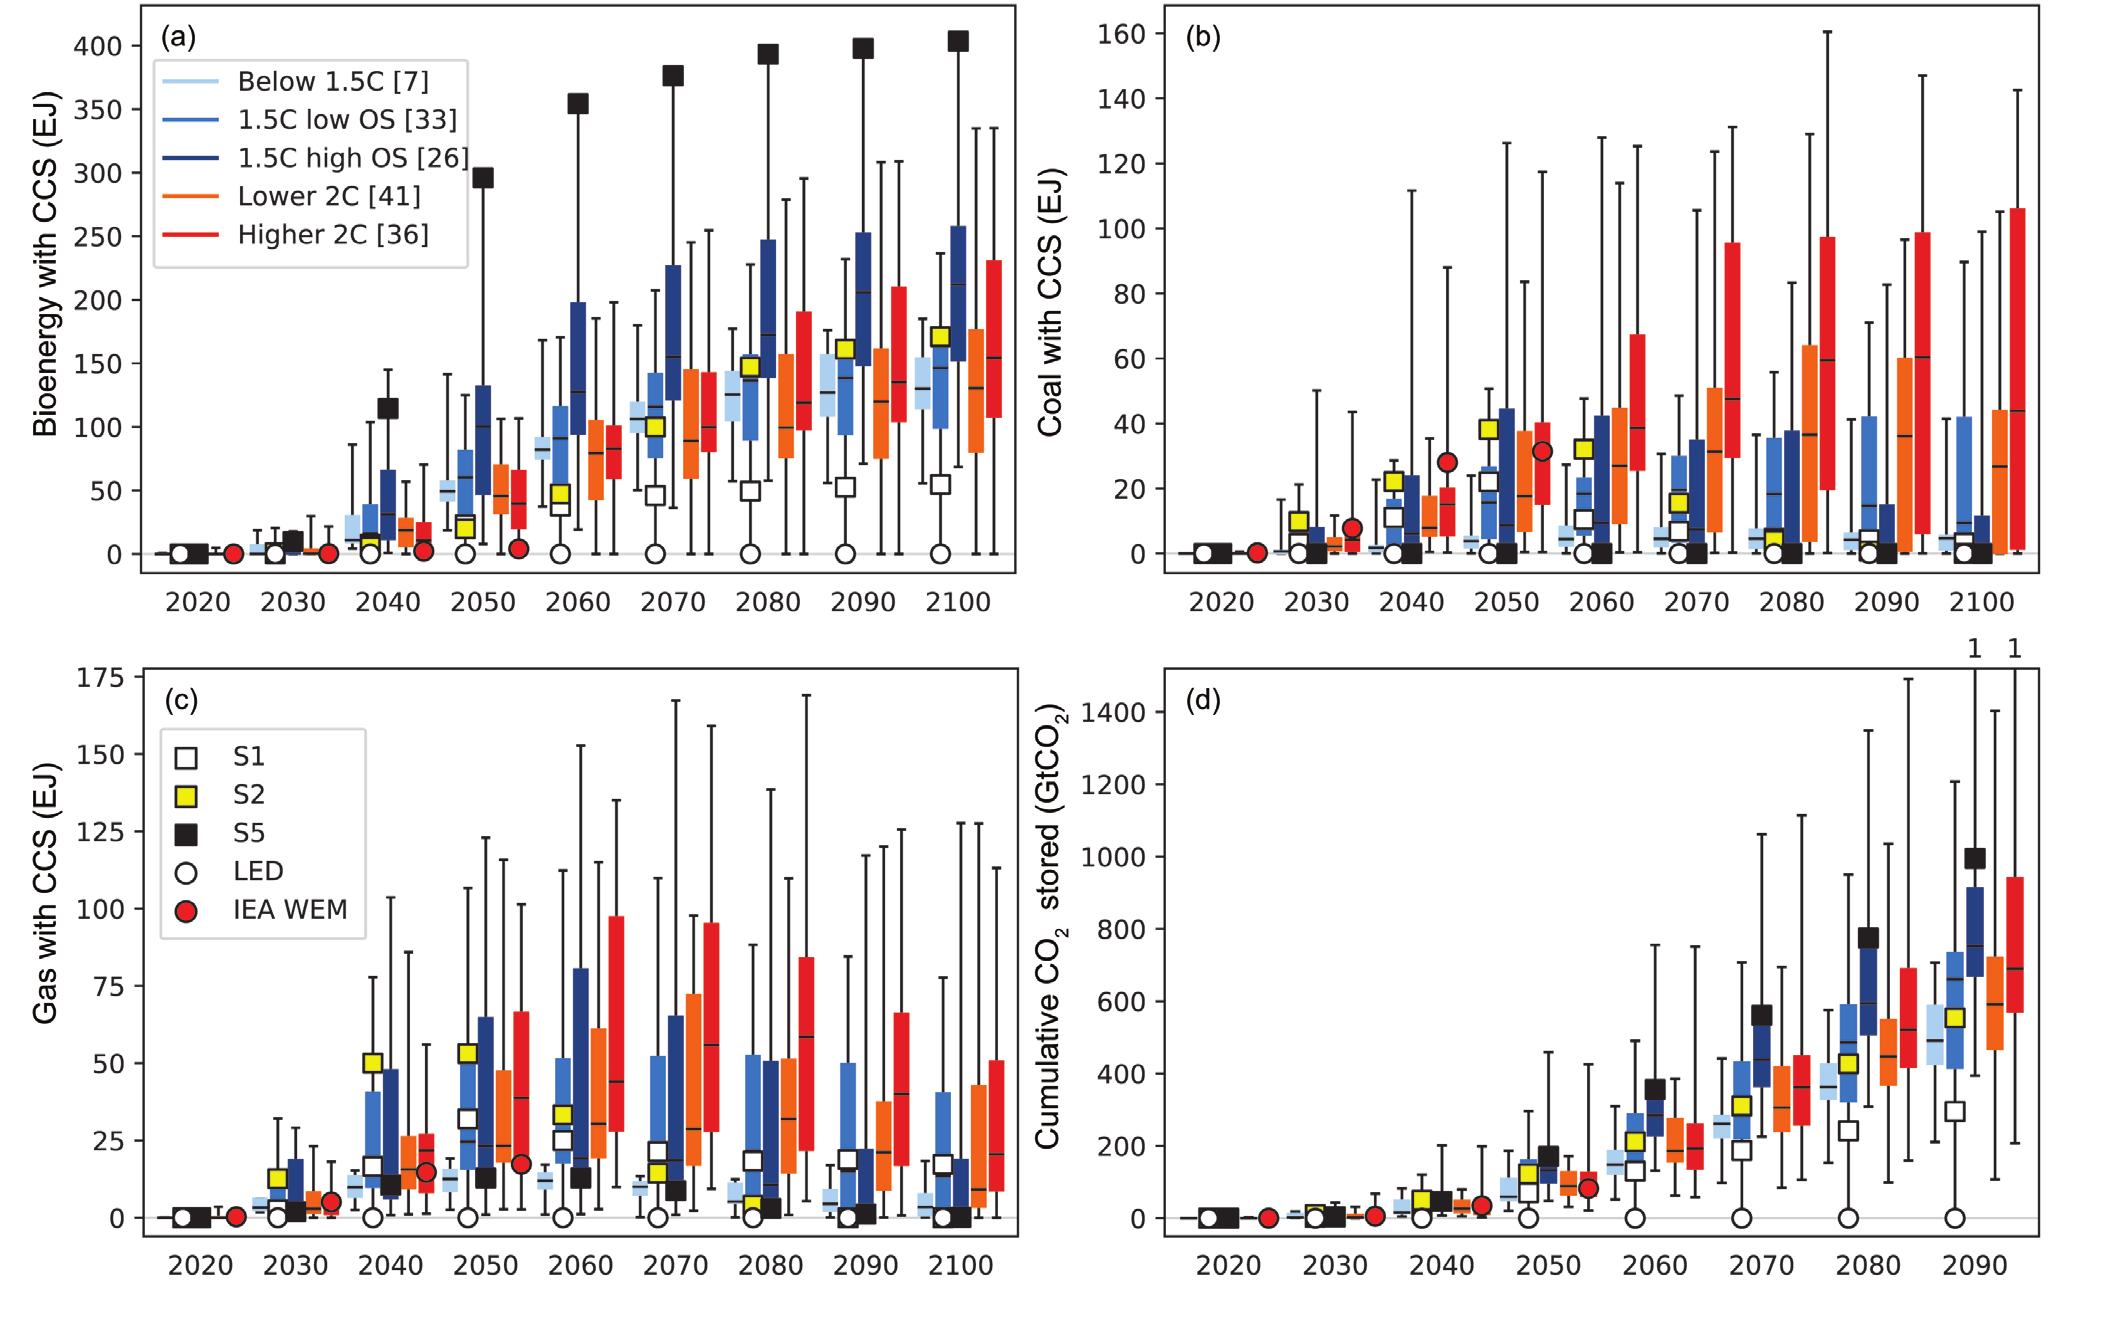 (a)
Bioenergy with CCS (EJ)
400
350
300
250
200
150
100
50
0
Below 1.5C [7]
1.5C low OS [33]
1.5C high OS [26]
Lower 2C [41]
Higher 2C [36]
2020 2030 2040 2050 2060 2070 2080 2090 2100
(b)
Coal with CCS (EJ)
160
140
120
100
80
60
40
20
0
2020 2030 2040 2050 2060 2070 2080 2090 2100
(c)
Gas with CCS (EJ)
175
150
125
100
75
50
25
0
S1
S2
S5
LED
IEA WEM
2020 2030 2040 2050 2060 2070 2080 2090 2100
1 1
(d)
Cumulative CO₂ stored (GtCO₂)
1400
1200
1000
800
600
400
200
0
2020 2030 2040 2050 2060 2070 2080 2090